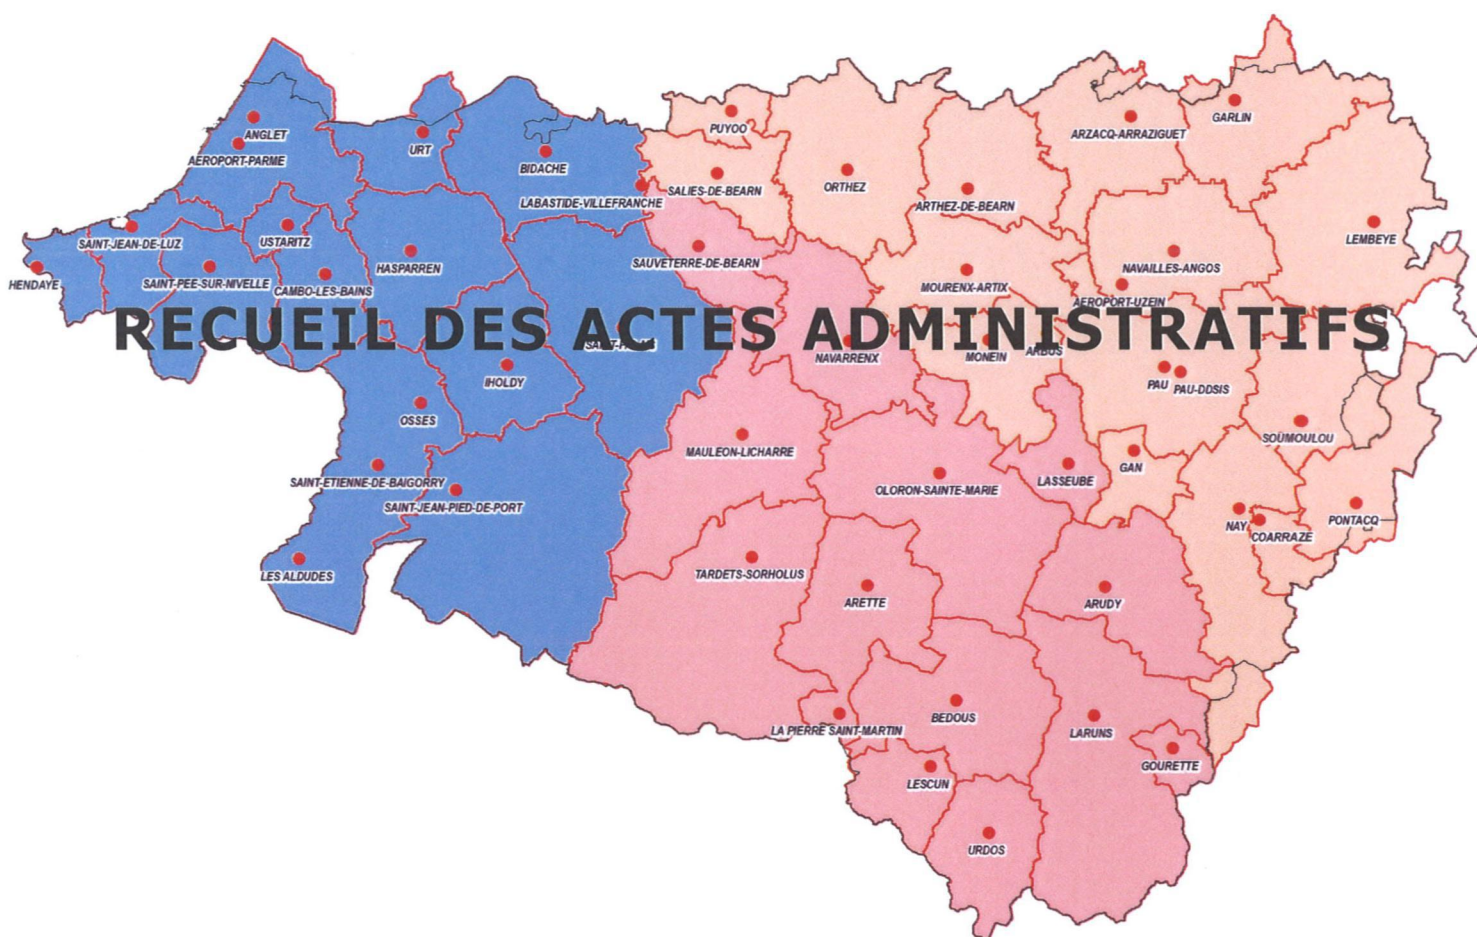 ANGLET
AEROPORT-PARME
URT
BIDACHE
LABASTIDE-VILLEFRANCHE
PUYOO
SALIES-DE-BEARN
ORTHEZ
ARTHEZ-DE-BEARN
ARZACQ-ARRAZIGUET
GARLIN
LEMBEYE
SAINT-JEAN-DE-LUZ
USTARITZ
HASPARREN
SAUVETERRE-DE-BEARN
NAVAILLES-ANGOS
HENDAYE
SAINT-PEE-SUR-NIVELLE
CAMBO-LES-BAINS
MOURENX-ARTIX
AEROPORT-UZEIN
RECUEIL DES ACTES ADMINISTRATIFS
NAVARRENX
MONEIN
ARBUS
PAU
PAU-DDSIS
IHOLDY
OSSES
MAULEON-LICHARRE
SOUMOULOU
SAINT-ETIENNE-DE-BAIGORRY
SAINT-JEAN-PIED-DE-PORT
OLORON-SAINTE-MARIE
LASSEUBE
GAN
NAY
COARRAZE
PONTACQ
LES ALDUDES
TARDETS-SORHOLUS
ARETTE
ARUDY
LA PIERRE SAINT-MARTIN
BEDOUS
LARUNS
GOURETTE
LESCUN
URDOS